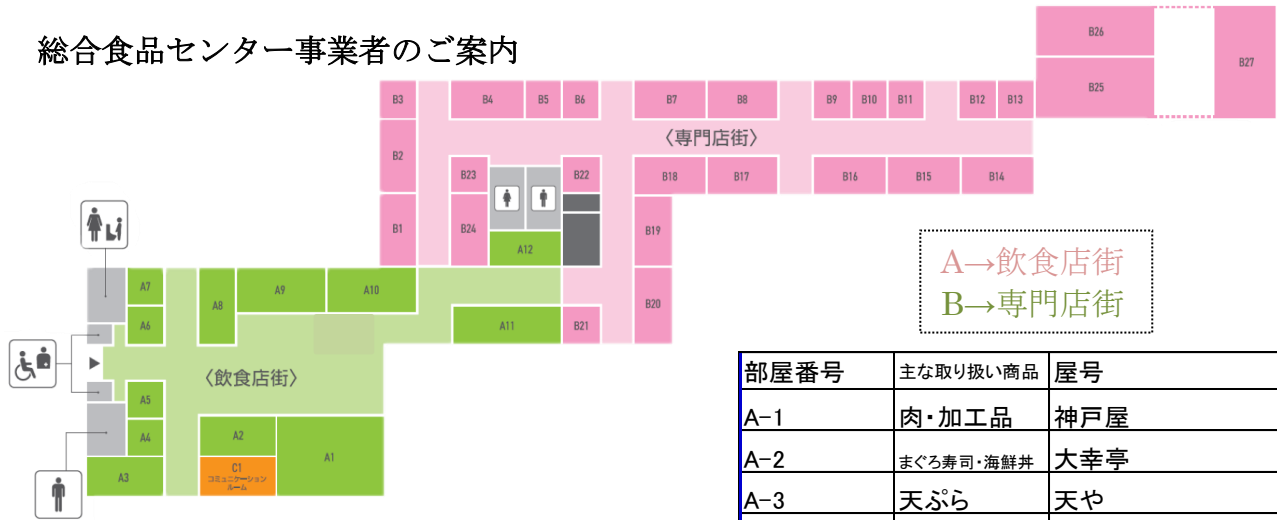 総合食品センター事業者のご案内
B26
B27
B25
B3
B4
B5
B6
B7
B8
B9
B10
B11
B12
B13
〈専門店街〉
B2
B23
B22
B18
B17
B16
B15
B14
B1
B24
A12
B19
A7
A8
A9
A10
B20
A6
A11
B21
〈飲食店街〉
A5
A4
A2
A1
A3
C1
コミュニケーション
ルーム
A→飲食店街
B→専門店街
部屋番号 主な取り扱い商品 屋号
A-1 肉・加工品 神戸屋
A-2 まぐろ寿司・海鮮丼 大幸亭
A-3 天ぷら 天や